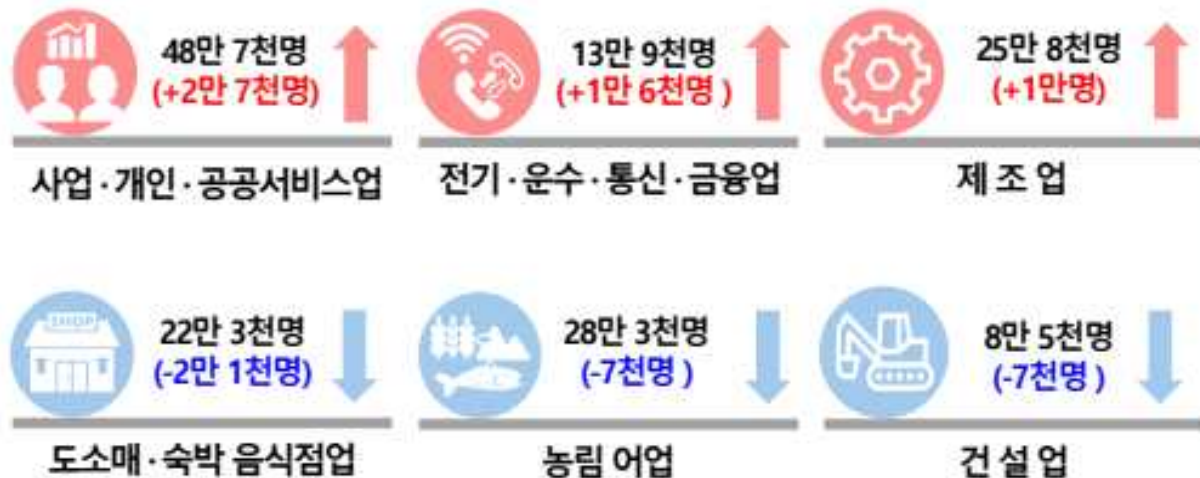 48만 7천명
(+2만 7천명)
사업·개인·공공서비스업
13만 9천명
(+1만 6천명 )
전기·운수·통신·금융업
25만 8천명
(+1만명)
제 조 업
SHOP
22만 3천명
(-2만 1천명)
도소매·숙박 음식점업
28만 3천명
(-7천명 )
농림 어업
8만 5천명
(-7천명 )
건 설 업